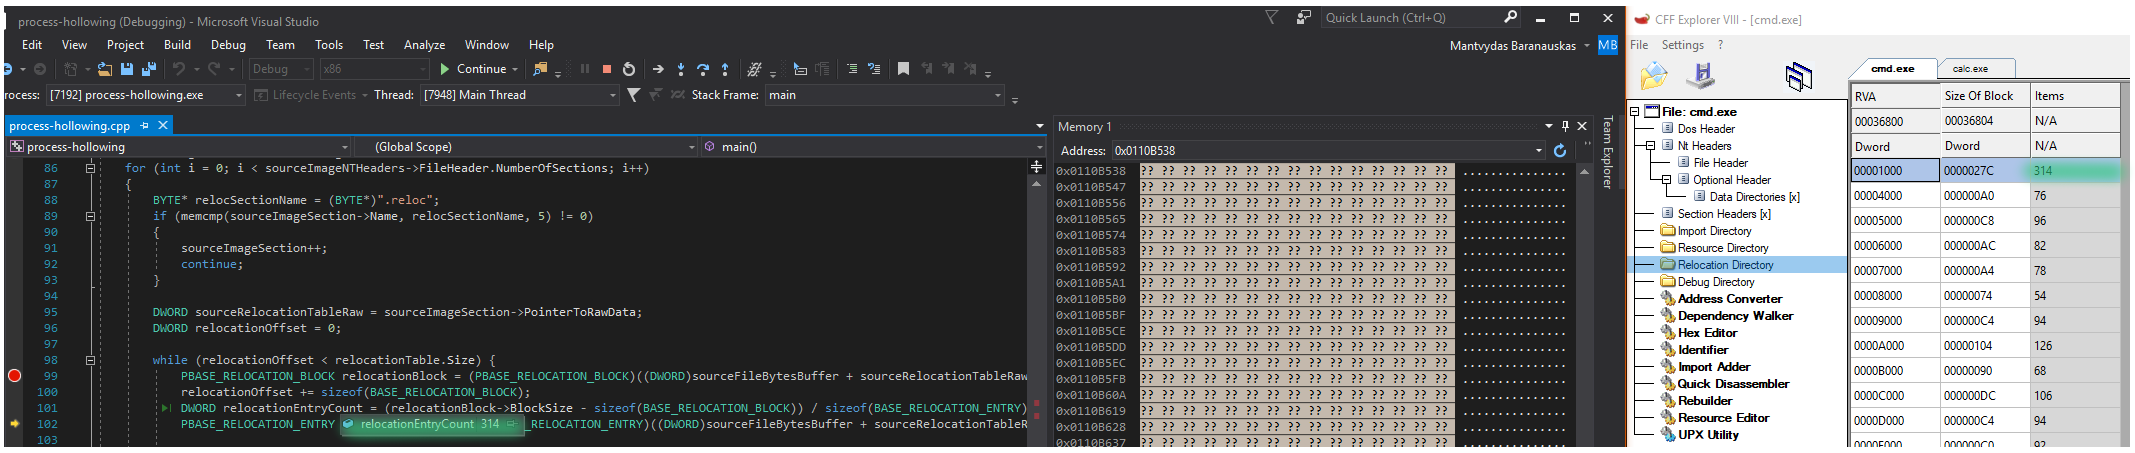 process-hollowing (Debugging) - Microsoft Visual Studio
Quick Launch (Ctrl+Q)
Edit View Project Build Debug Team Tools Test Analyze Window Help
Mantvydas Baranauskas MB
Debug x86 Continue
rocess: [7192] process-hollowing.exe Lifecycle Events Thread: [7948] Main Thread Stack Frame: main
process-hollowing.cpp
process-hollowing (Global Scope) main()
86 for (int i = 0; i < sourceImageNTHeaders->FileHeader.NumberOfSections; i++)
87 {
88 BYTE* relocSectionName = (BYTE*)".reloc";
89 if (memcmp(sourceImageSection->Name, relocSectionName, 5) != 0)
90 {
91 sourceImageSection++;
92 continue;
93 }
94
95 DWORD sourceRelocationTableRaw = sourceImageSection->PointerToRawData;
96 DWORD relocationOffset = 0;
97
98 while (relocationOffset < relocationTable.Size) {
99 PBASE_RELOCATION_BLOCK relocationBlock = (PBASE_RELOCATION_BLOCK)((DWORD)sourceFileBytesBuffer + sourceRelocationTableRaw
100 relocationOffset += sizeof(BASE_RELOCATION_BLOCK);
101 DWORD relocationEntryCount = (relocationBlock->BlockSize - sizeof(BASE_RELOCATION_BLOCK)) / sizeof(BASE_RELOCATION_ENTRY)
102 PBASE_RELOCATION_ENTRY relocationEntryCount 314 _RELOCATION_ENTRY)((DWORD)sourceFileBytesBuffer + sourceRelocationTableR
103
Memory 1
Address: 0x0110B538
0x0110B538 ?? ?? ?? ?? ?? ?? ?? ?? ?? ?? ?? ?? ?? ?? ?? ...............
0x0110B547 ?? ?? ?? ?? ?? ?? ?? ?? ?? ?? ?? ?? ?? ?? ?? ...............
0x0110B556 ?? ?? ?? ?? ?? ?? ?? ?? ?? ?? ?? ?? ?? ?? ?? ...............
0x0110B565 ?? ?? ?? ?? ?? ?? ?? ?? ?? ?? ?? ?? ?? ?? ?? ...............
0x0110B574 ?? ?? ?? ?? ?? ?? ?? ?? ?? ?? ?? ?? ?? ?? ?? ...............
0x0110B583 ?? ?? ?? ?? ?? ?? ?? ?? ?? ?? ?? ?? ?? ?? ?? ...............
0x0110B592 ?? ?? ?? ?? ?? ?? ?? ?? ?? ?? ?? ?? ?? ?? ?? ...............
0x0110B5A1 ?? ?? ?? ?? ?? ?? ?? ?? ?? ?? ?? ?? ?? ?? ?? ...............
0x0110B5B0 ?? ?? ?? ?? ?? ?? ?? ?? ?? ?? ?? ?? ?? ?? ?? ...............
0x0110B5BF ?? ?? ?? ?? ?? ?? ?? ?? ?? ?? ?? ?? ?? ?? ?? ...............
0x0110B5CE ?? ?? ?? ?? ?? ?? ?? ?? ?? ?? ?? ?? ?? ?? ?? ...............
0x0110B5DD ?? ?? ?? ?? ?? ?? ?? ?? ?? ?? ?? ?? ?? ?? ?? ...............
0x0110B5EC ?? ?? ?? ?? ?? ?? ?? ?? ?? ?? ?? ?? ?? ?? ?? ...............
0x0110B5FB ?? ?? ?? ?? ?? ?? ?? ?? ?? ?? ?? ?? ?? ?? ?? ...............
0x0110B60A ?? ?? ?? ?? ?? ?? ?? ?? ?? ?? ?? ?? ?? ?? ?? ...............
0x0110B619 ?? ?? ?? ?? ?? ?? ?? ?? ?? ?? ?? ?? ?? ?? ?? ...............
0x0110B628 ?? ?? ?? ?? ?? ?? ?? ?? ?? ?? ?? ?? ?? ?? ?? ...............
0x0110B637 ?? ?? ?? ?? ?? ?? ?? ?? ?? ?? ?? ?? ?? ?? ?? ...............
Team Explorer
CFF Explorer VIII - [cmd.exe]
File Settings ?
File: cmd.exe
Dos Header
Nt Headers
File Header
Optional Header
Data Directories [x]
Section Headers [x]
Import Directory
Resource Directory
Relocation Directory
Debug Directory
Address Converter
Dependency Walker
Hex Editor
Identifier
Import Adder
Quick Disassembler
Rebuilder
Resource Editor
UPX Utility
cmd.exe calc.exe
RVA Size Of Block Items
00036800 00036804 N/A
Dword Dword N/A
00001000 0000027C 314
00004000 000000A0 76
00005000 000000C8 96
00006000 000000AC 82
00007000 000000A4 78
00008000 00000074 54
00009000 000000C4 94
0000A000 00000104 126
0000B000 00000090 68
0000C000 000000DC 106
0000D000 000000C4 94
0000E000 000000C0 92